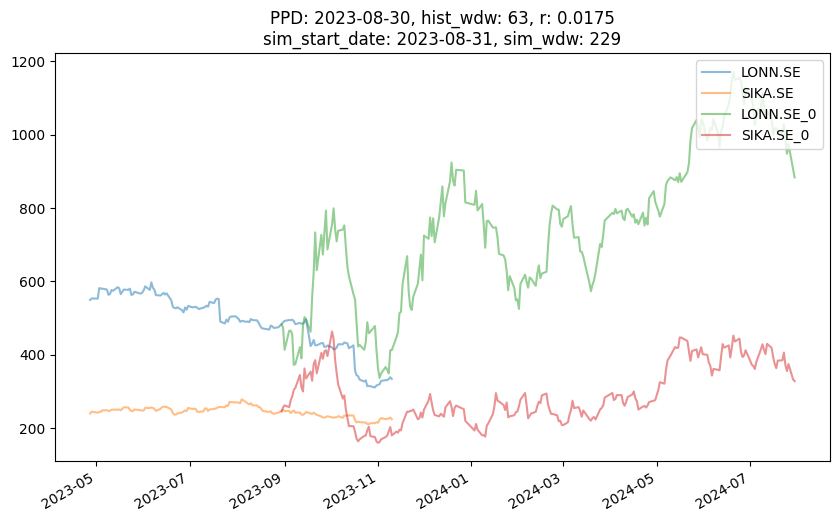 PPD: 2023-08-30, hist_wdw: 63, r: 0.0175
sim_start_date: 2023-08-31, sim_wdw: 229
1200
1000
800
600
400
200
LONN.SE
SIKA.SE
LONN.SE_0
SIKA.SE_0
2023-05
2023-07
2023-09
2023-11
2024-01
2024-03
2024-05
2024-07